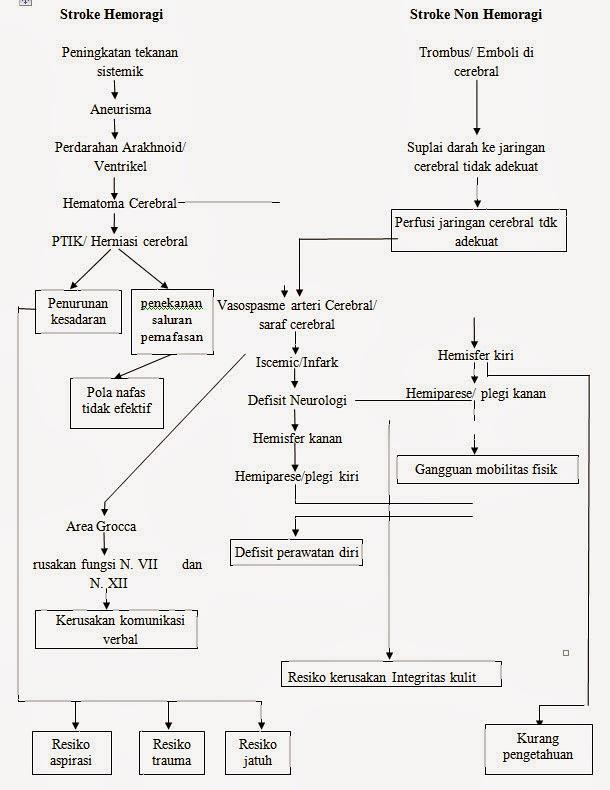 Stroke Hemoragi
Stroke Non Hemoragi
Peningkatan tekanan
sistemik
Trombus/ Emboli di
cerebral
Aneurisma
Perdarahan Arakhnoid/
Ventrikel
Suplai darah ke jaringan
cerebral tidak adekuat
Hematoma Cerebral
PTIK/ Herniasi cerebral
Perfusi jaringan cerebral tdk
adekuat
Penurunan
kesadaran
penekanan
saluran
pernafasan
Vasospasme arteri Cerebral/
saraf cerebral
Pola nafas
tidak efektif
Iscemic/Infark
Hemisfer kiri
Defisit Neurologi
Hemiparese/ plegi kanan
Hemisfer kanan
Hemiparese/plegi kiri
Gangguan mobilitas fisik
Area Grocca
Defisit perawatan diri
rusakan fungsi N. VII dan
N. XII
Kerusakan komunikasi
verbal
Resiko kerusakan Integritas kulit
Resiko
aspirasi
Resiko
trauma
Resiko
jatuh
Kurang
pengetahuan